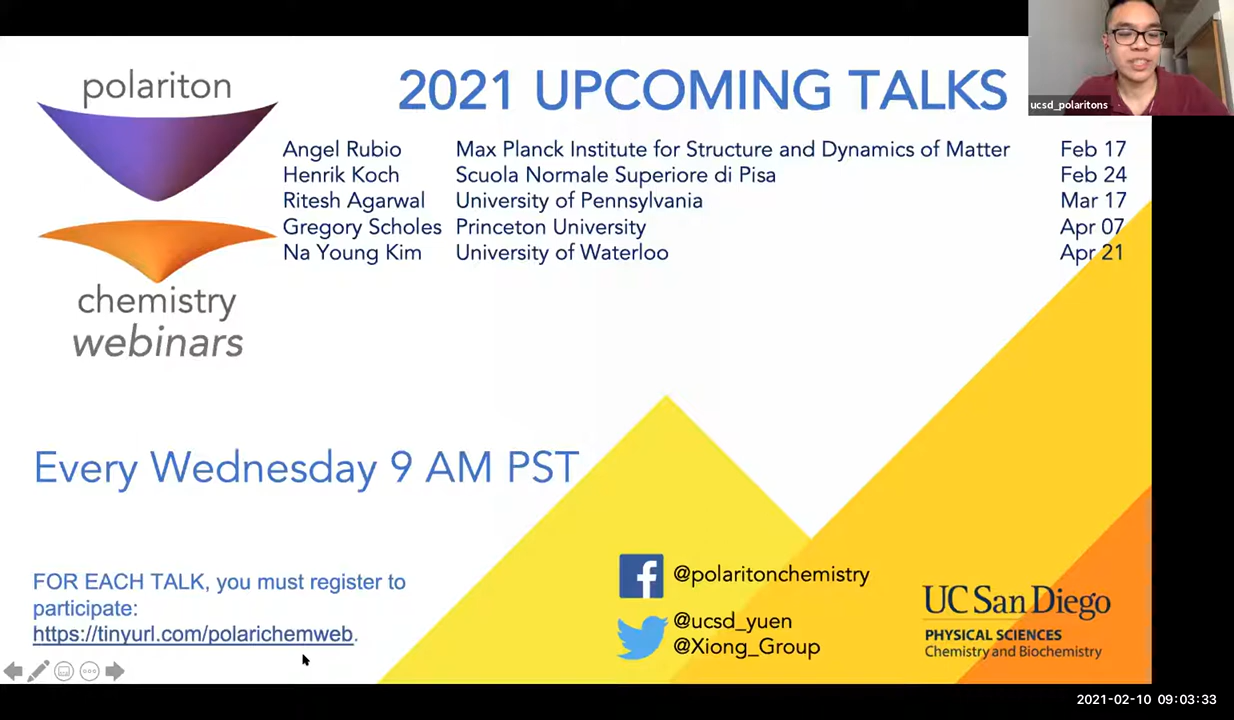 polariton
chemistry
webinars
2021 UPCOMING TALKS
Angel Rubio Max Planck Institute for Structure and Dynamics of Matter Feb 17
Henrik Koch Scuola Normale Superiore di Pisa Feb 24
Ritesh Agarwal University of Pennsylvania Mar 17
Gregory Scholes Princeton University Apr 07
Na Young Kim University of Waterloo Apr 21
Every Wednesday 9 AM PST
FOR EACH TALK, you must register to
participate:
https://tinyurl.com/polarichemweb.
@polaritonchemistry
@ucsd_yuen
@Xiong_Group
UC San Diego
PHYSICAL SCIENCES
Chemistry and Biochemistry
ucsd_polaritons
2021-02-10 09:03:33